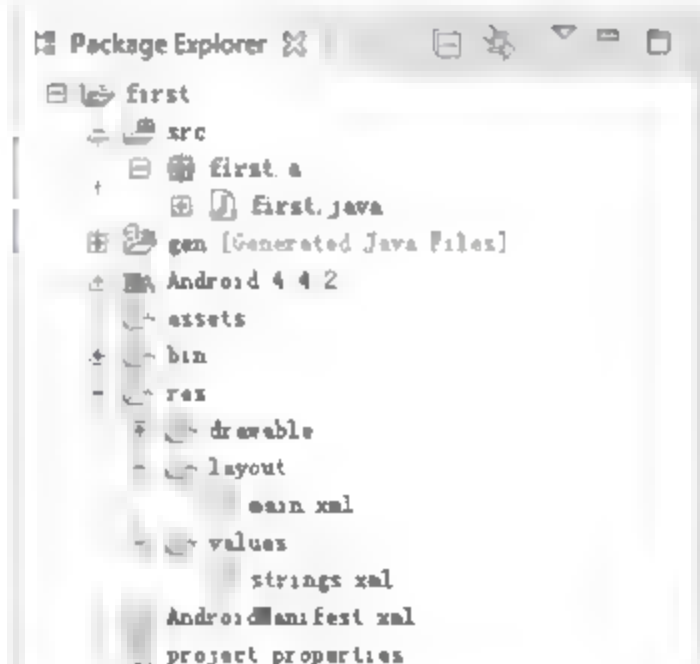 Package Explorer
first
src
first.a
first.java
gen [Generated Java Files]
Android 4 4 2
assets
bin
res
drawable
layout
main xml
values
strings xml
AndroidManifest xml
project properties